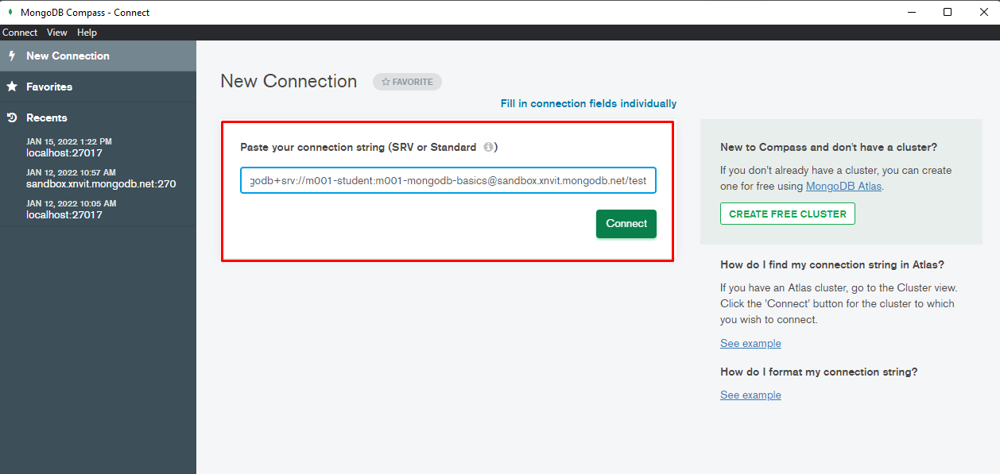 MongoDB Compass - Connect
Connect View Help
New Connection
Favorites
Recents
JAN 15, 2022 1:22 PM
localhost:27017
JAN 12, 2022 10:57 AM
sandbox.xnvit.mongodb.net:270
JAN 12, 2022 10:05 AM
localhost:27017
New Connection
FAVORITE
Fill in connection fields individually
Paste your connection string (SRV or Standard i)
godb+srv://m001-student:m001-mongodb-basics@sandbox.xnvit.mongodb.net/test
Connect
New to Compass and don't have a cluster?
If you don't already have a cluster, you can create
one for free using MongoDB Atlas.
CREATE FREE CLUSTER
How do I find my connection string in Atlas?
If you have an Atlas cluster, go to the Cluster view.
Click the 'Connect' button for the cluster to which
you wish to connect.
See example
How do I format my connection string?
See example